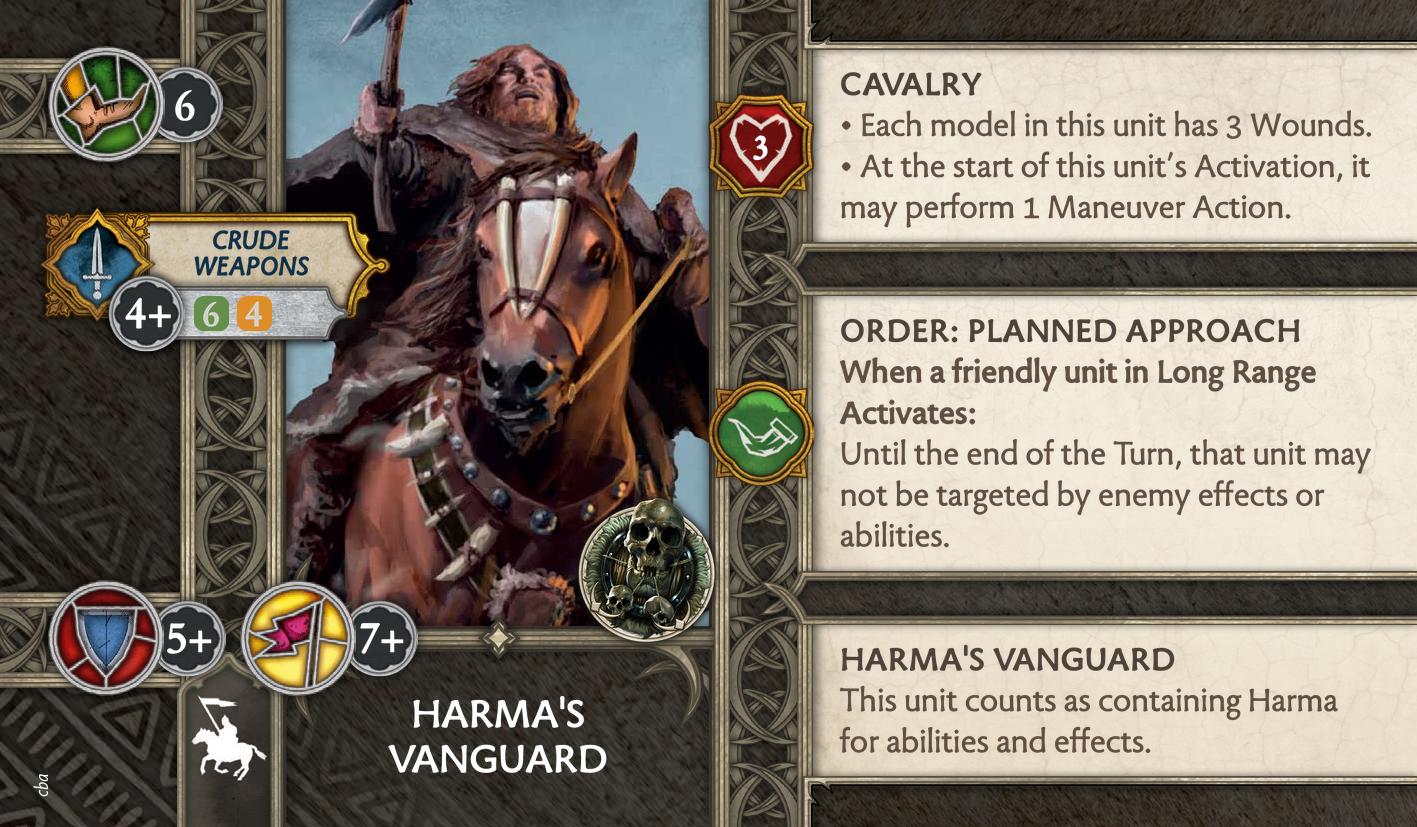 6
CRUDE
WEAPONS
4+ 6 4
5+ 7+
HARMA'S
VANGUARD
cba
3
CAVALRY
• Each model in this unit has 3 Wounds.
• At the start of this unit's Activation, it
may perform 1 Maneuver Action.
ORDER: PLANNED APPROACH
When a friendly unit in Long Range
Activates:
Until the end of the Turn, that unit may
not be targeted by enemy effects or
abilities.
HARMA'S VANGUARD
This unit counts as containing Harma
for abilities and effects.